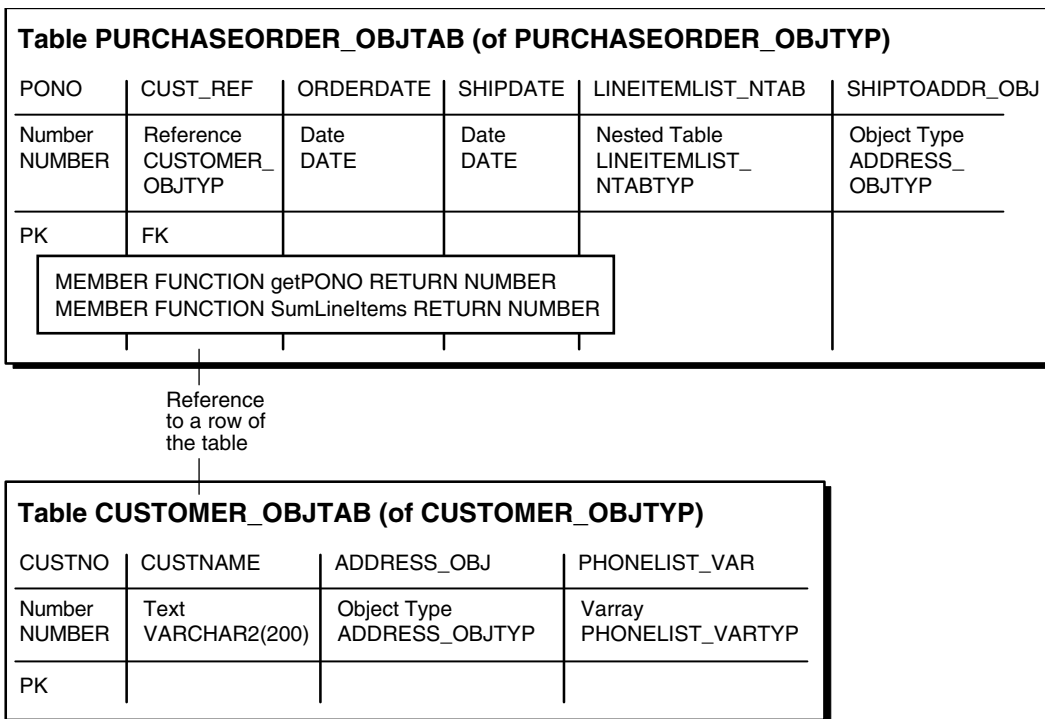 Table PURCHASEORDER_OBJTAB (of PURCHASEORDER_OBJTYP)
PONO CUST_REF ORDERDATE SHIPDATE LINEITEMLIST_NTAB SHIPTOADDR_OBJ
Number Reference Date Date Nested Table Object Type
NUMBER CUSTOMER_ DATE DATE LINEITEMLIST_ ADDRESS_
OBJTYP NTABTYP OBJTYP
PK FK
MEMBER FUNCTION getPONO RETURN NUMBER
MEMBER FUNCTION SumLineItems RETURN NUMBER
Reference
to a row of
the table
Table CUSTOMER_OBJTAB (of CUSTOMER_OBJTYP)
CUSTNO CUSTNAME ADDRESS_OBJ PHONELIST_VAR
Number Text Object Type Varray
NUMBER VARCHAR2(200) ADDRESS_OBJTYP PHONELIST_VARTYP
PK